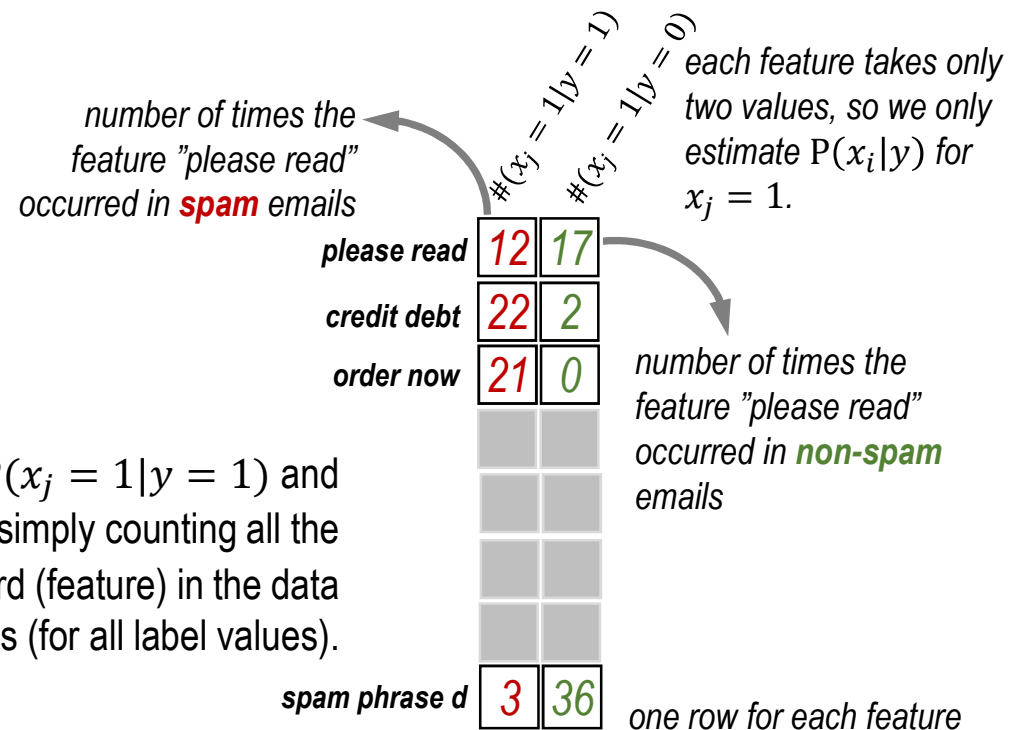 #(x_j = 1|y = 1)
#(x_j = 1|y = 0)
each feature takes only
two values, so we only
estimate P(x_i|y) for
x_j = 1.
number of times the
feature ”please read”
occurred in spam emails
please read 12 17
credit debt 22 2
order now 21 0
number of times the
feature ”please read”
occurred in non-spam
emails
(x_j = 1|y = 1) and
simply counting all the
(feature) in the data
(for all label values).
spam phrase d 3 36
one row for each feature